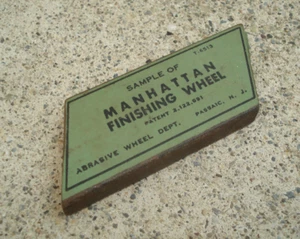 SAMPLE OF
MANHATTAN
FINISHING WHEEL
ABRASIVE WHEEL DEPT. PASSAIC, N. J.